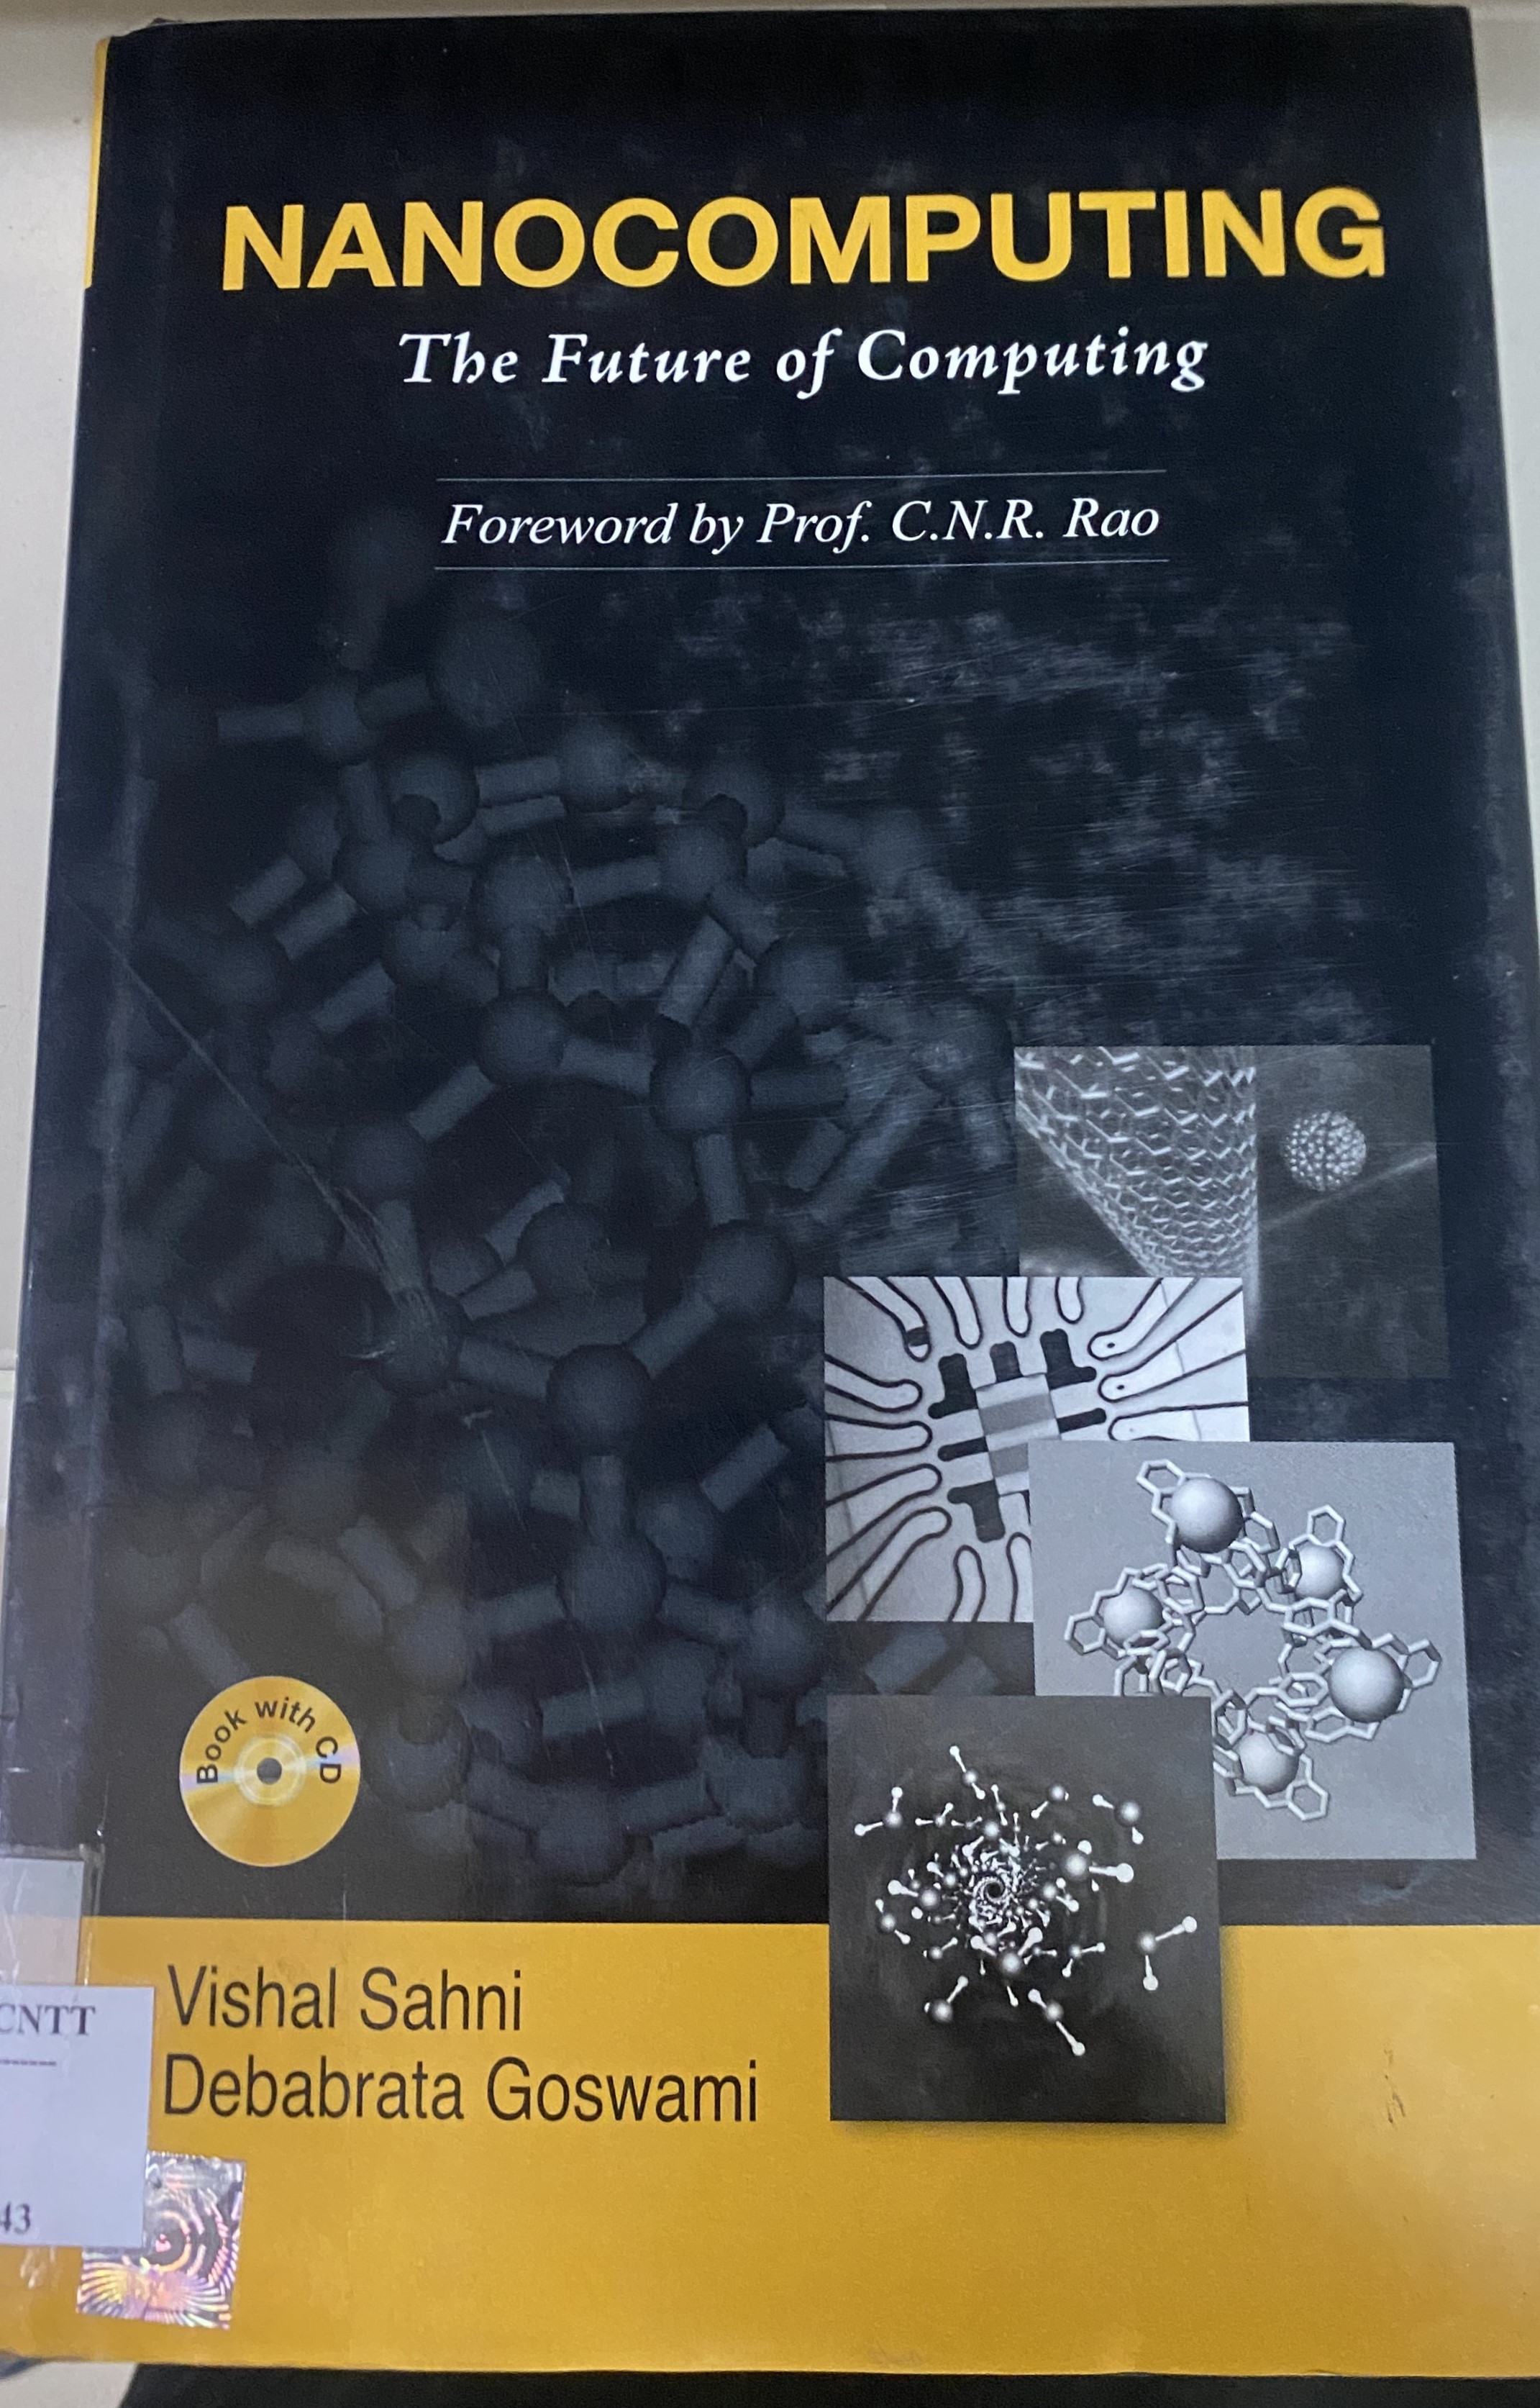 NANOCOMPUTING
The Future of Computing
Foreword by Prof. C.N.R. Rao
Book with CD
Vishal Sahni
Debabrata Goswami
CNTT
-------
43